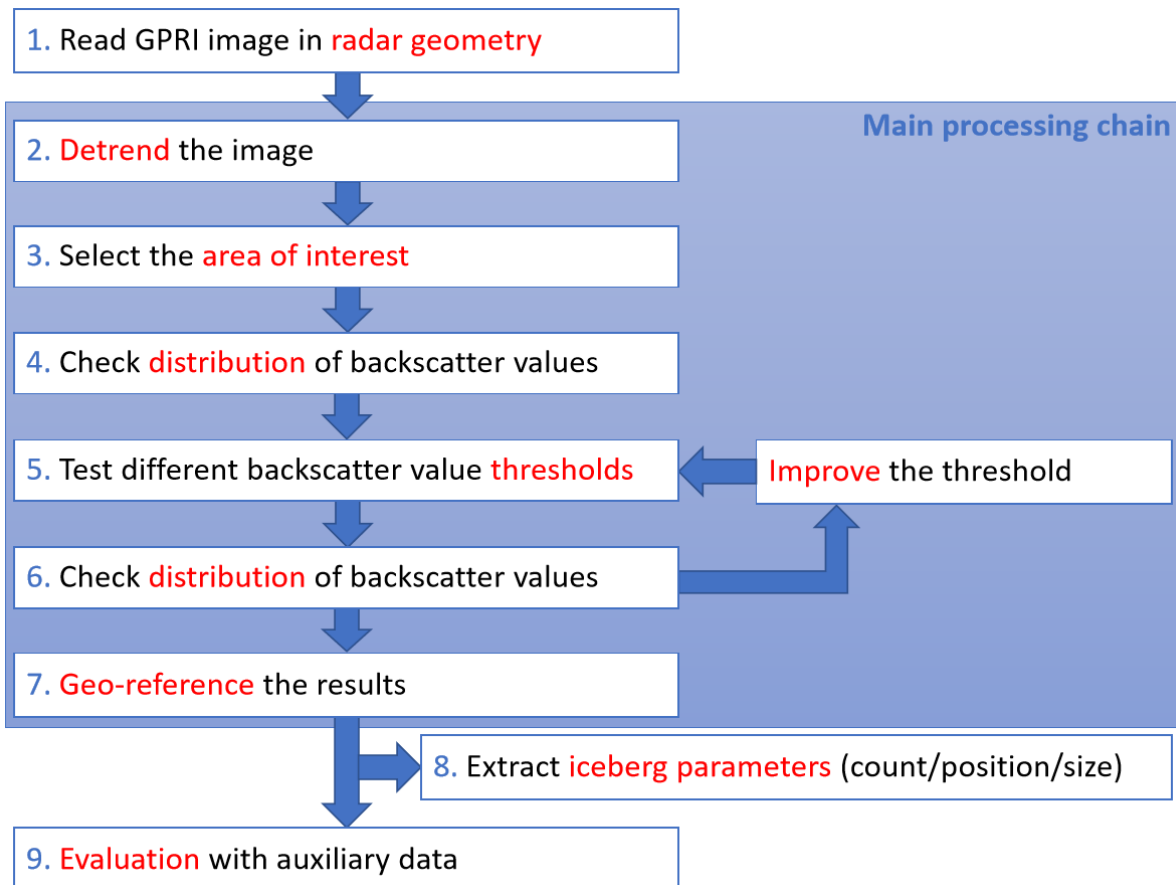 1. Read GPRI image in radar geometry
Main processing chain
2. Detrend the image
3. Select the area of interest
4. Check distribution of backscatter values
5. Test different backscatter value thresholds
Improve the threshold
6. Check distribution of backscatter values
7. Geo-reference the results
8. Extract iceberg parameters (count/position/size)
9. Evaluation with auxiliary data